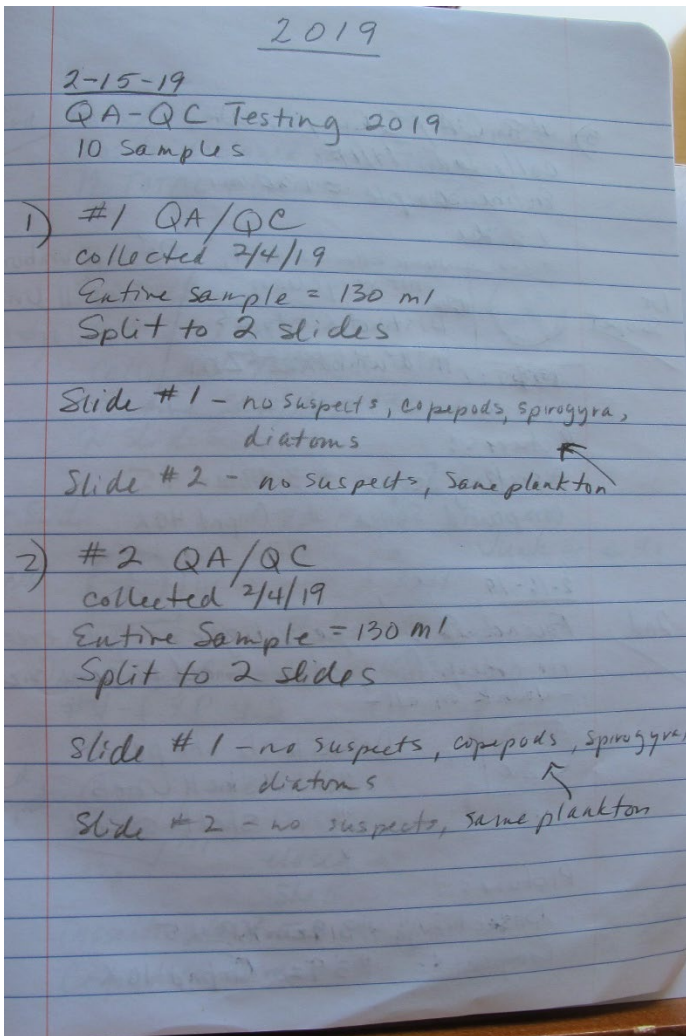 2019
2-15-19
QA-QC Testing 2019
10 Samples
1) #1 QA/QC
collected 2/4/19
Entire sample = 130 ml
Split to 2 slides
Slide #1 - no suspects, copepods, spirogyra,
diatoms
Slide #2 - no suspects, Same plankton
2) #2 QA/QC
collected 2/4/19
Entire Sample = 130 ml
Split to 2 slides
Slide #1 - no suspects, copepods, spirogyra,
diatoms
Slide #2 - no suspects, same plankton